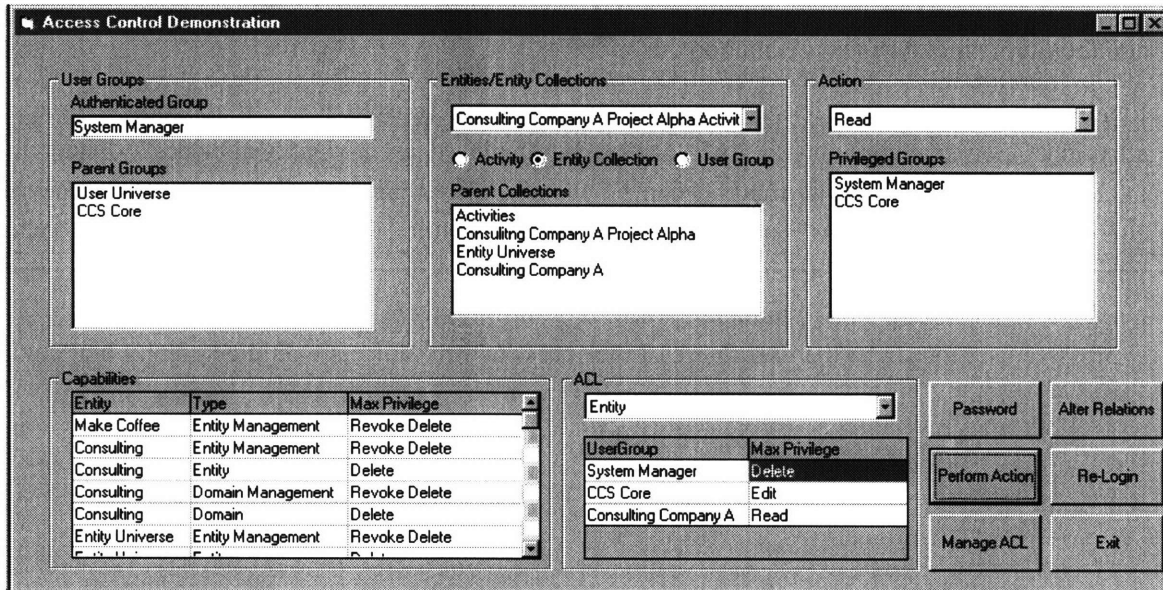 Access Control Demonstration
User Groups
Authenticated Group
System Manager
Parent Groups
User Universe
CCS Core
Entities/Entity Collections
Consulting Company A Project Alpha Activit
Activity Entity Collection User Group
Parent Collections
Activities
Consulitng Company A Project Alpha
Entity Universe
Consulting Company A
Action
Read
Privileged Groups
System Manager
CCS Core
Capabilities
Entity Type Max Privilege
Make Coffee Entity Management Revoke Delete
Consulting Entity Management Revoke Delete
Consulting Entity Delete
Consulting Domain Management Revoke Delete
Consulting Domain Delete
Entity Universe Entity Management Revoke Delete
ACL
Entity
UserGroup Max Privilege
System Manager Delete
CCS Core Edit
Consulting Company A Read
Password Alter Relations
Perform Action Re-Login
Manage ACL Exit